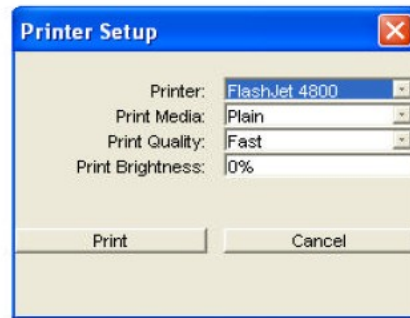 Printer Setup
Printer: FlashJet 4800
Print Media: Plain
Print Quality: Fast
Print Brightness: 0%
Print Cancel